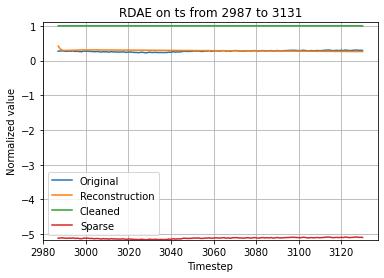 RDAE on ts from 2987 to 3131
Normalized value
1
0
−1
−2
−3
−4
−5
Original
Reconstruction
Cleaned
Sparse
2980 3000 3020 3040 3060 3080 3100 3120
Timestep